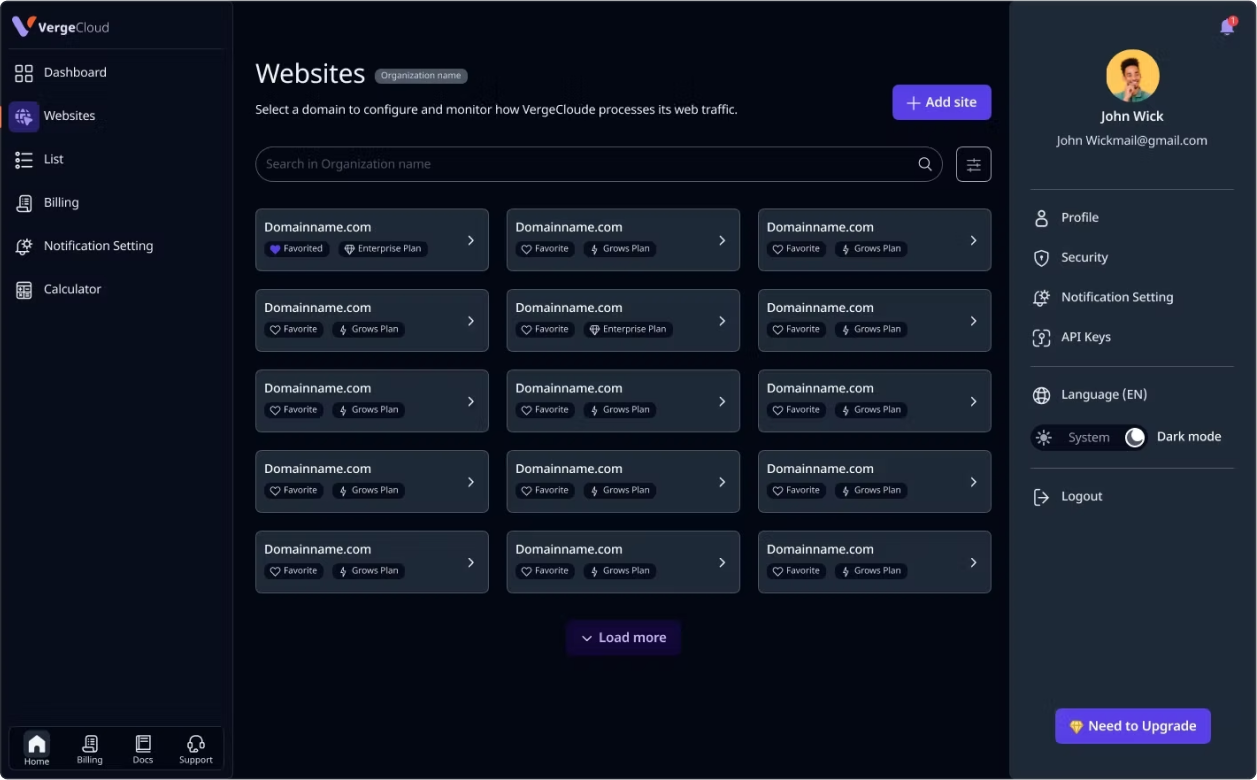 VergeCloud
Dashboard
Websites
List
Billing
Notification Setting
Calculator
Home
Billing
Docs
Support
Websites
Organization name
Select a domain to configure and monitor how VergeCloude processes its web traffic.
+ Add site
Search in Organization name
Domainname.com
Favorited Enterprise Plan
Domainname.com
Favorite Grows Plan
Domainname.com
Favorite Grows Plan
Domainname.com
Favorite Grows Plan
Domainname.com
Favorite Enterprise Plan
Domainname.com
Favorite Grows Plan
Domainname.com
Favorite Grows Plan
Domainname.com
Favorite Grows Plan
Domainname.com
Favorite Grows Plan
Domainname.com
Favorite Grows Plan
Domainname.com
Favorite Grows Plan
Domainname.com
Favorite Grows Plan
Domainname.com
Favorite Grows Plan
Domainname.com
Favorite Grows Plan
Domainname.com
Favorite Grows Plan
Load more
1
John Wick
John Wickmail@gmail.com
Profile
Security
Notification Setting
API Keys
Language (EN)
System
Dark mode
Logout
Need to Upgrade